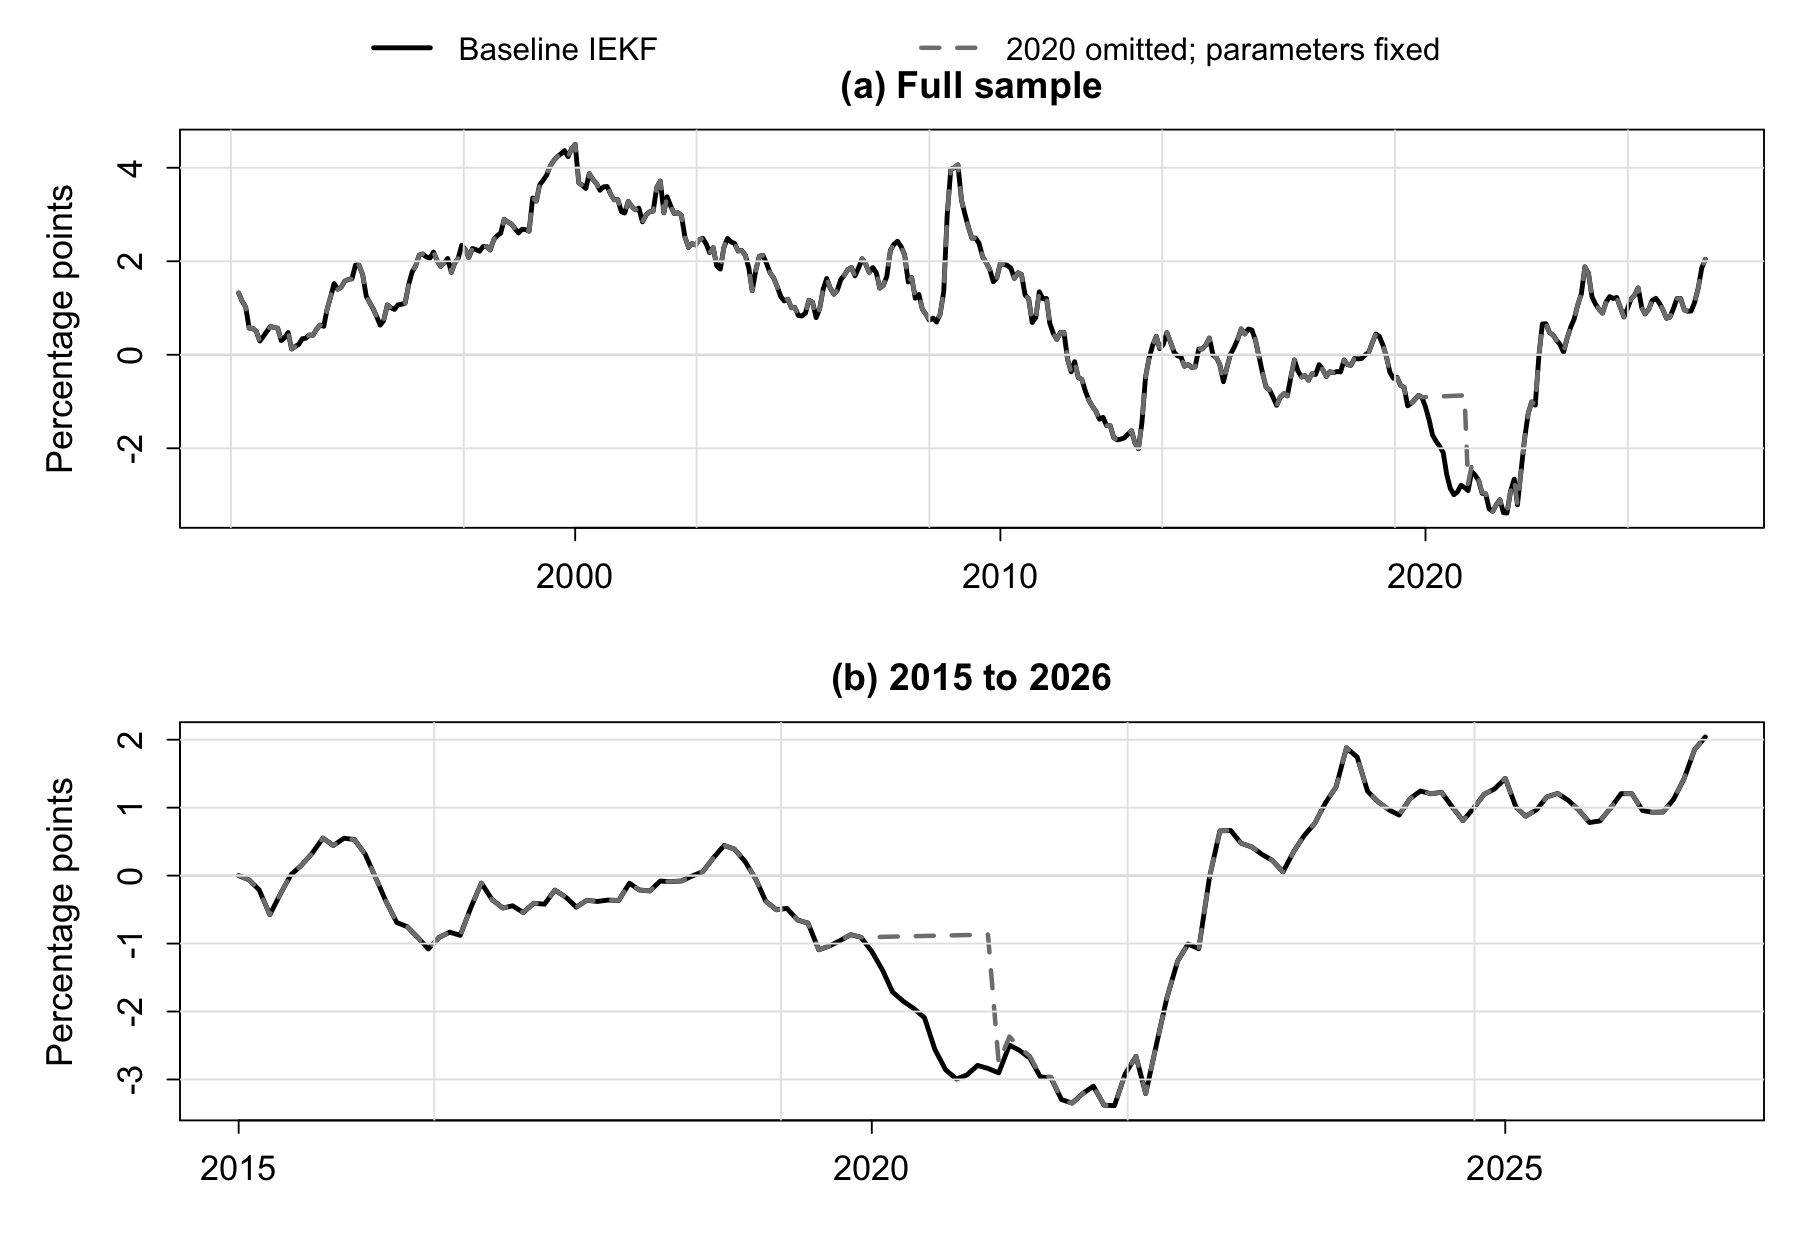 Baseline IEKF 2020 omitted; parameters fixed
(a) Full sample
Percentage points
4
2
0
-2
2000 2010 2020
(b) 2015 to 2026
Percentage points
2
1
0
-1
-2
-3
2015 2020 2025